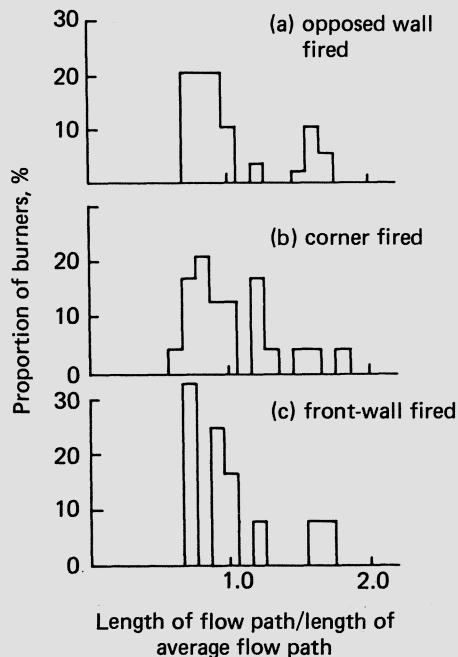 30
(a) opposed wall
fired
20
10
(b) corner fired
20
10
0
(c) front-wall fired
30
20
10
0
1.0
2.0
Proportion of burners, %
Length of flow path/length of
average flow path